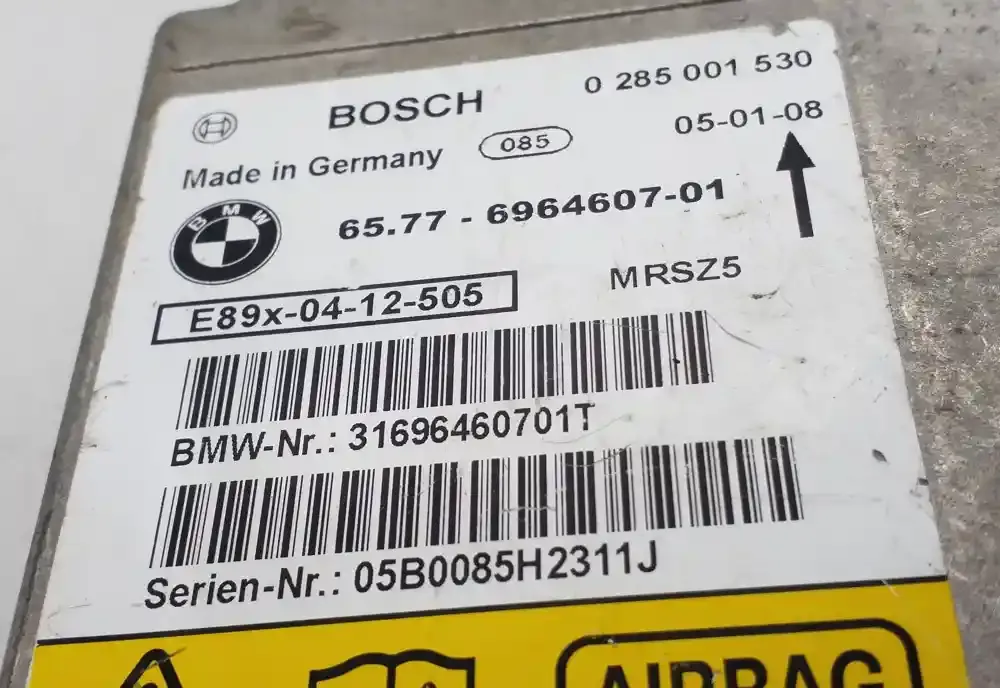 BOSCH 0 285 001 530
Made in Germany 085 05-01-08
BMW 65.77 - 6964607-01
E89x-04-12-505 MRSZ5
BMW-Nr.: 31696460701T
Serien-Nr.: 05B0085H2311J
AIRBAG